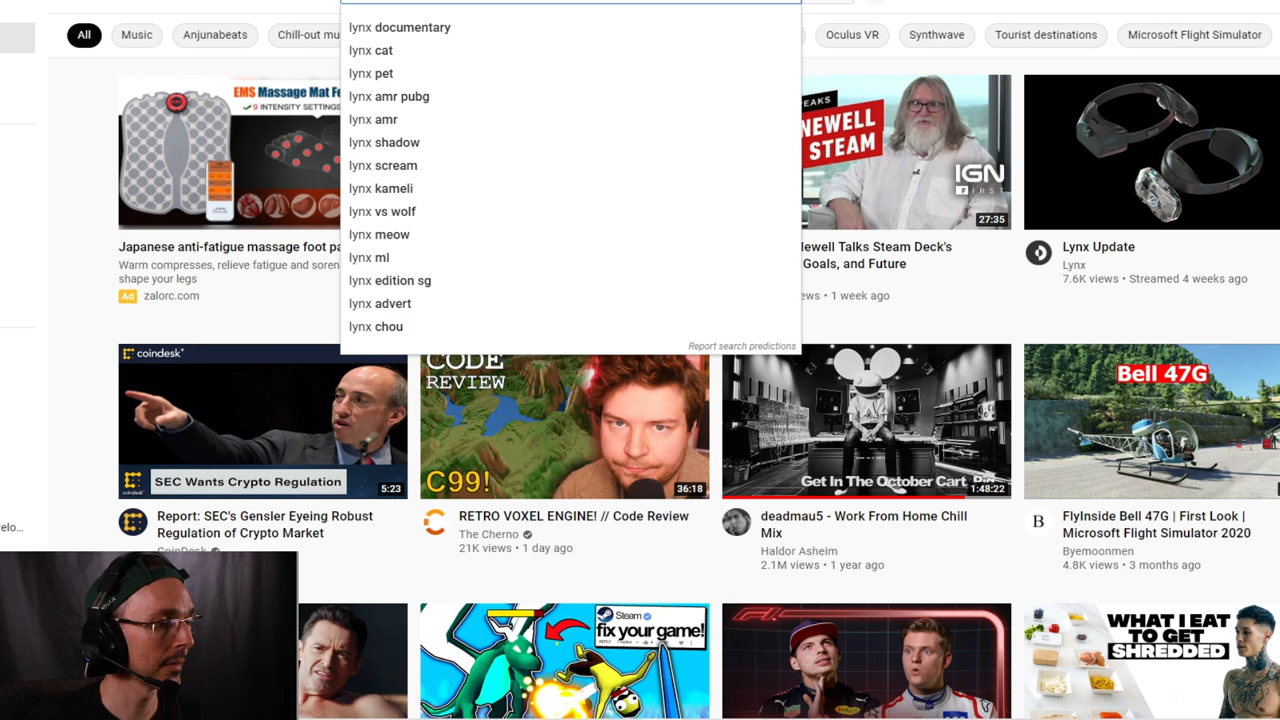 lynx documentary
lynx cat
lynx pet
lynx amr pubg
lynx amr
lynx shadow
lynx scream
lynx kameli
lynx vs wolf
lynx meow
lynx ml
lynx edition sg
lynx advert
lynx chou
Report search predictions
All
Music
Anjunabeats
Chill-out mu
Oculus VR
Synthwave
Tourist destinations
Microsoft Flight Simulator
EMS Massage Mat Fo
9 INTENSITY SETTINGS
Japanese anti-fatigue massage foot pa
Warm compresses, relieve fatigue and soren
shape your legs
Ad zalorc.com
EAKS
NEWELL
STEAM
IGN
FIRST
27:35
ewell Talks Steam Deck's
Goals, and Future
ews • 1 week ago
Lynx Update
Lynx
7.6K views • Streamed 4 weeks ago
coindesk
SEC Wants Crypto Regulation
coindesk
5:23
Report: SEC's Gensler Eyeing Robust
Regulation of Crypto Market
CoinDesk
CODE
REVIEW
C99!
36:18
RETRO VOXEL ENGINE! // Code Review
The Cherno
21K views • 1 day ago
Get In The October Cart
1:48:22
deadmau5 - Work From Home Chill
Mix
Haldor Asheim
2.1M views • 1 year ago
Bell 47G
B
FlyInside Bell 47G | First Look |
Microsoft Flight Simulator 2020
Byemoonmen
4.8K views • 3 months ago
velo...
Steam
fix your game!
F1
WHAT I EAT
TO GET
SHREDDED